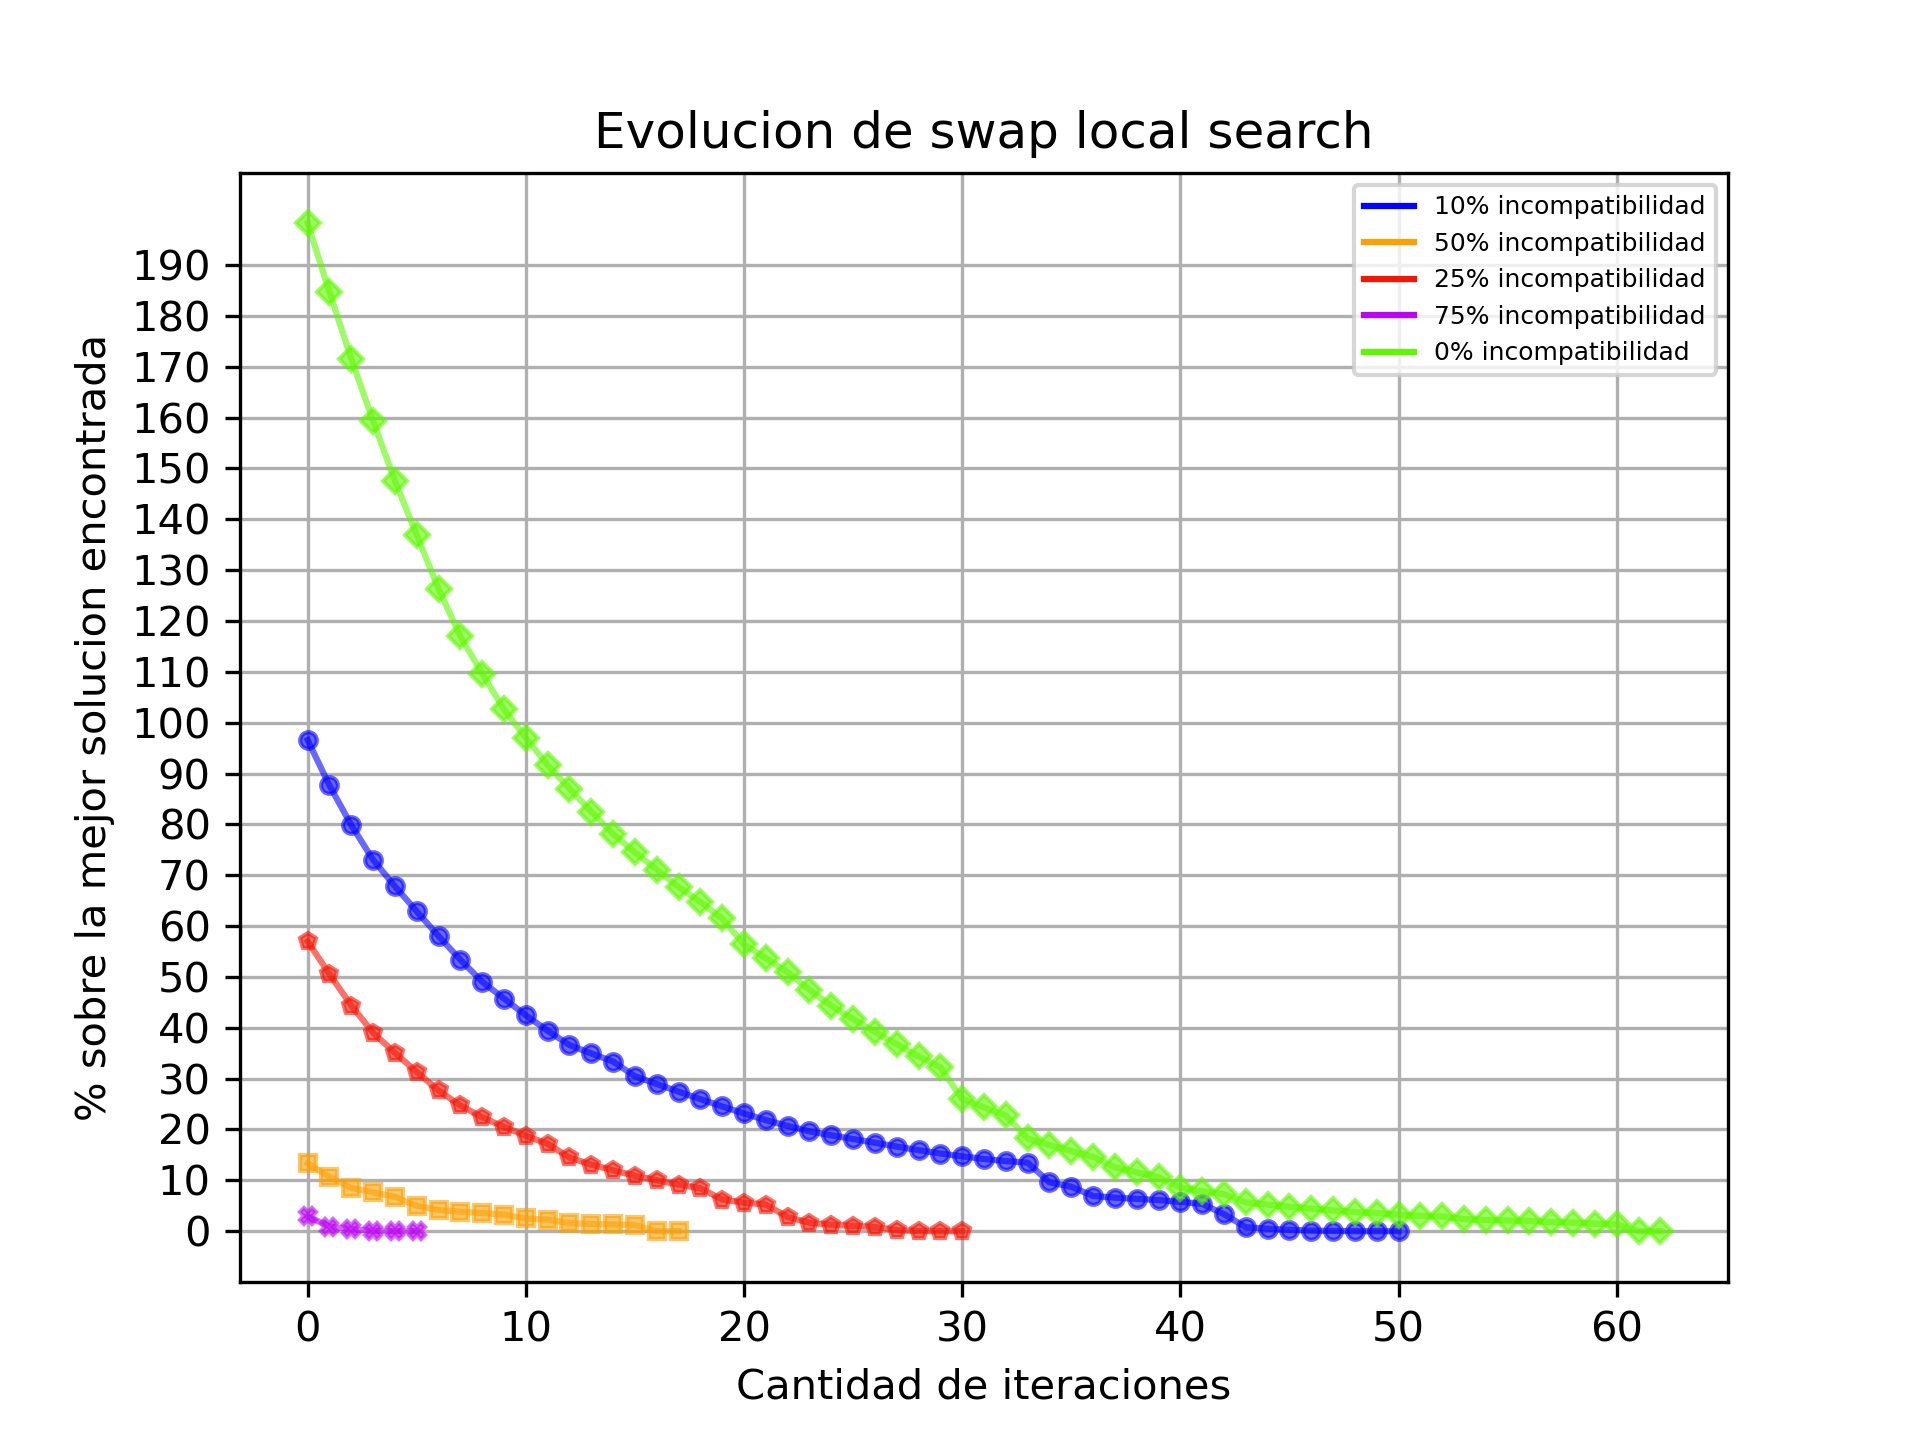 Evolucion de swap local search
% sobre la mejor solucion encontrada
190
180
170
160
150
140
130
120
110
100
90
80
70
60
50
40
30
20
10
0
10% incompatibilidad
50% incompatibilidad
25% incompatibilidad
75% incompatibilidad
0% incompatibilidad
0 10 20 30 40 50 60
Cantidad de iteraciones